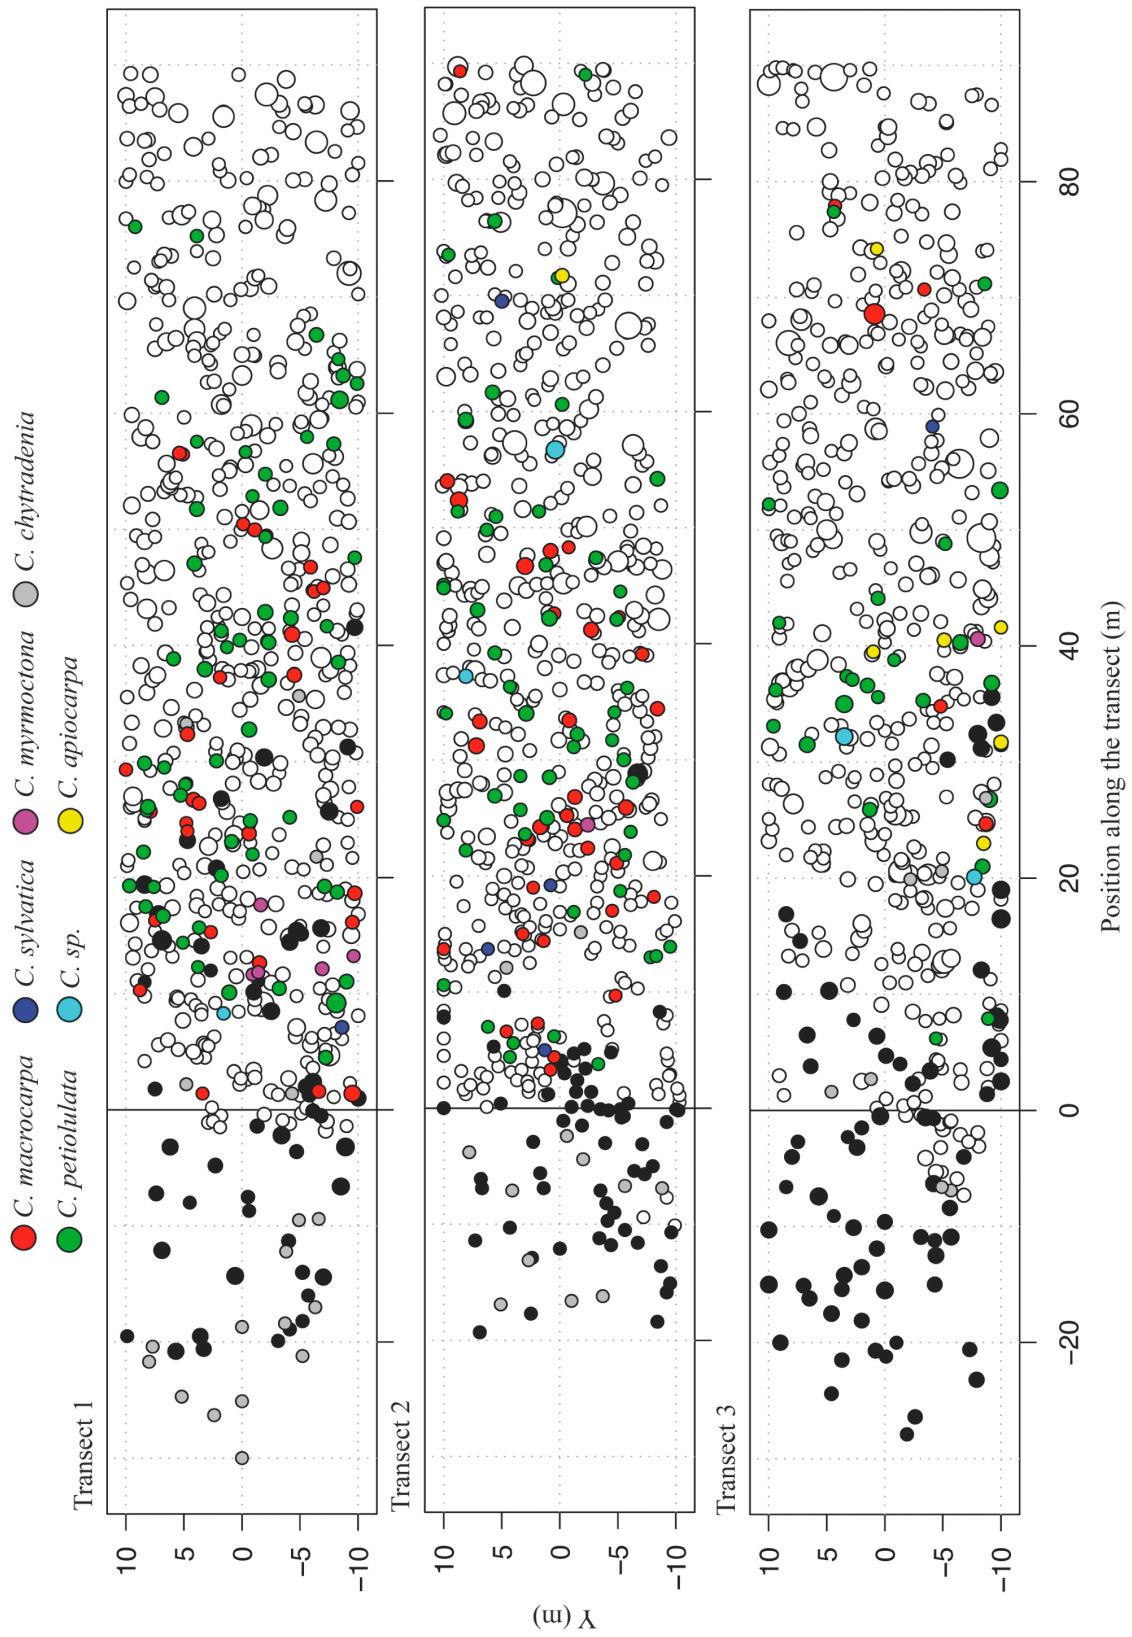 C. macrocarpa C. sylvatica C. myrmoctona C. chytradenia
C. petiohulata C. sp. C. apiocarpa
Transect 1
10
5
0
−5
−10
Transect 2
10
5
0
−5
−10
Transect 3
10
5
0
−5
−10
Y (m)
−20 0 20 40 60 80
Position along the transect (m)